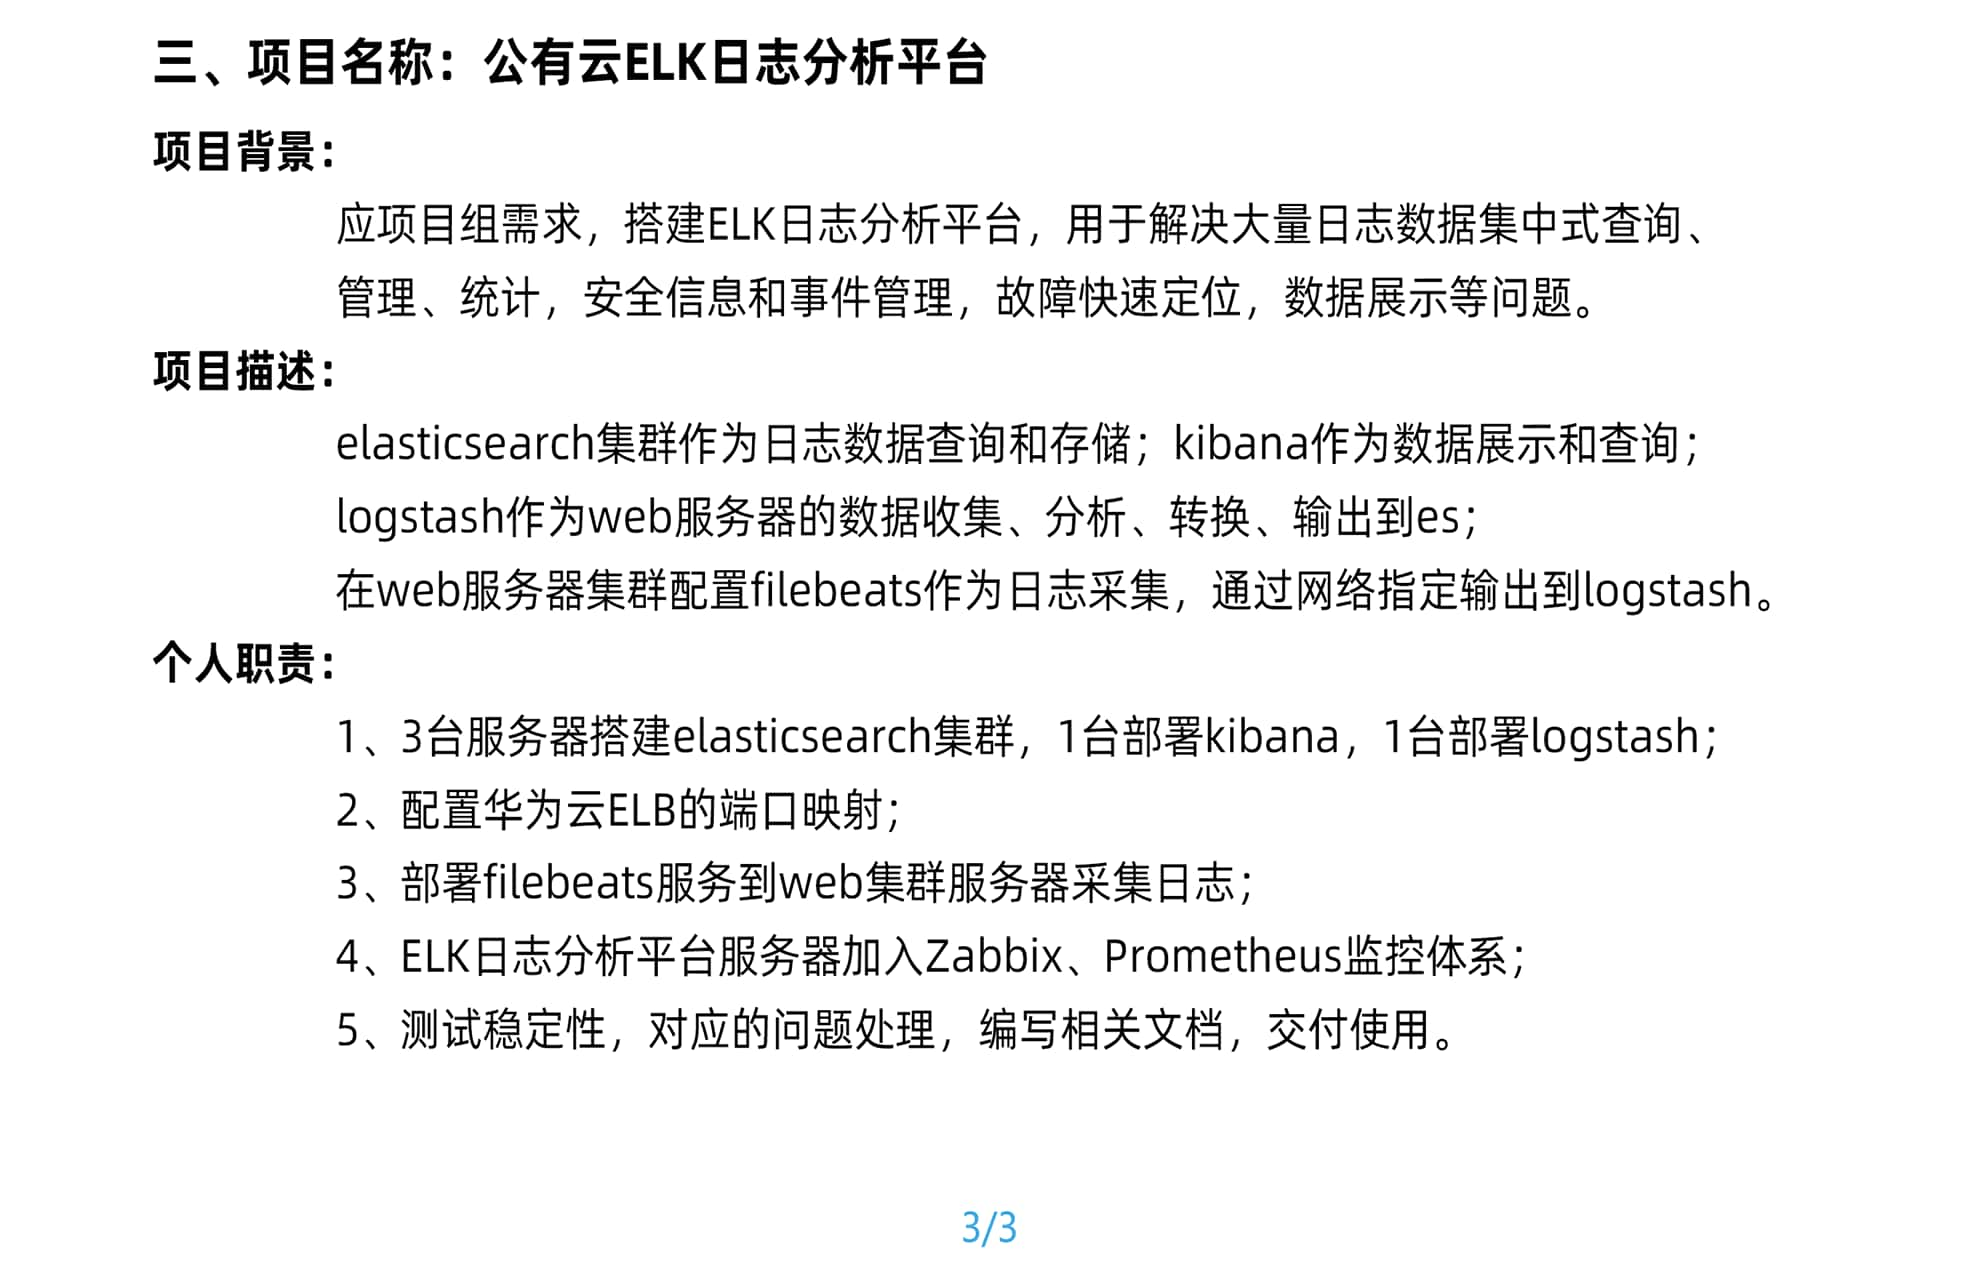 三、项目名称：公有云ELK日志分析平台
项目背景：
应项目组需求，搭建ELK日志分析平台，用于解决大量日志数据集中式查询、
管理、统计，安全信息和事件管理，故障快速定位，数据展示等问题。
项目描述：
elasticsearch集群作为日志数据查询和存储；kibana作为数据展示和查询；
logstash作为web服务器的数据收集、分析、转换、输出到es；
在web服务器集群配置filebeats作为日志采集，通过网络指定输出到logstash。
个人职责：
1、3台服务器搭建elasticsearch集群，1台部署kibana，1台部署logstash；
2、配置华为云ELB的端口映射；
3、部署filebeats服务到web集群服务器采集日志；
4、ELK日志分析平台服务器加入Zabbix、Prometheus监控体系；
5、测试稳定性，对应的问题处理，编写相关文档，交付使用。
3/3